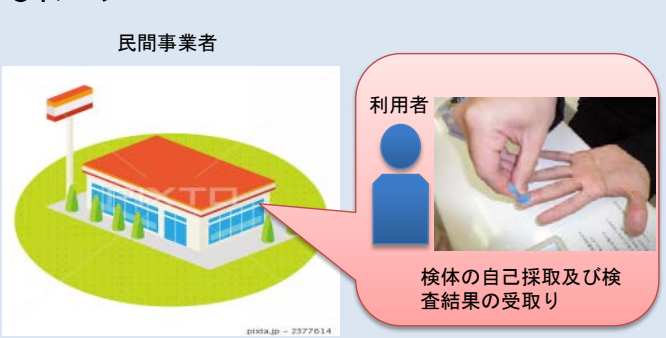 民間事業者
利用者
検体の自己採取及び検
査結果の受取り
PIXTA
pixta.jp - 2377614